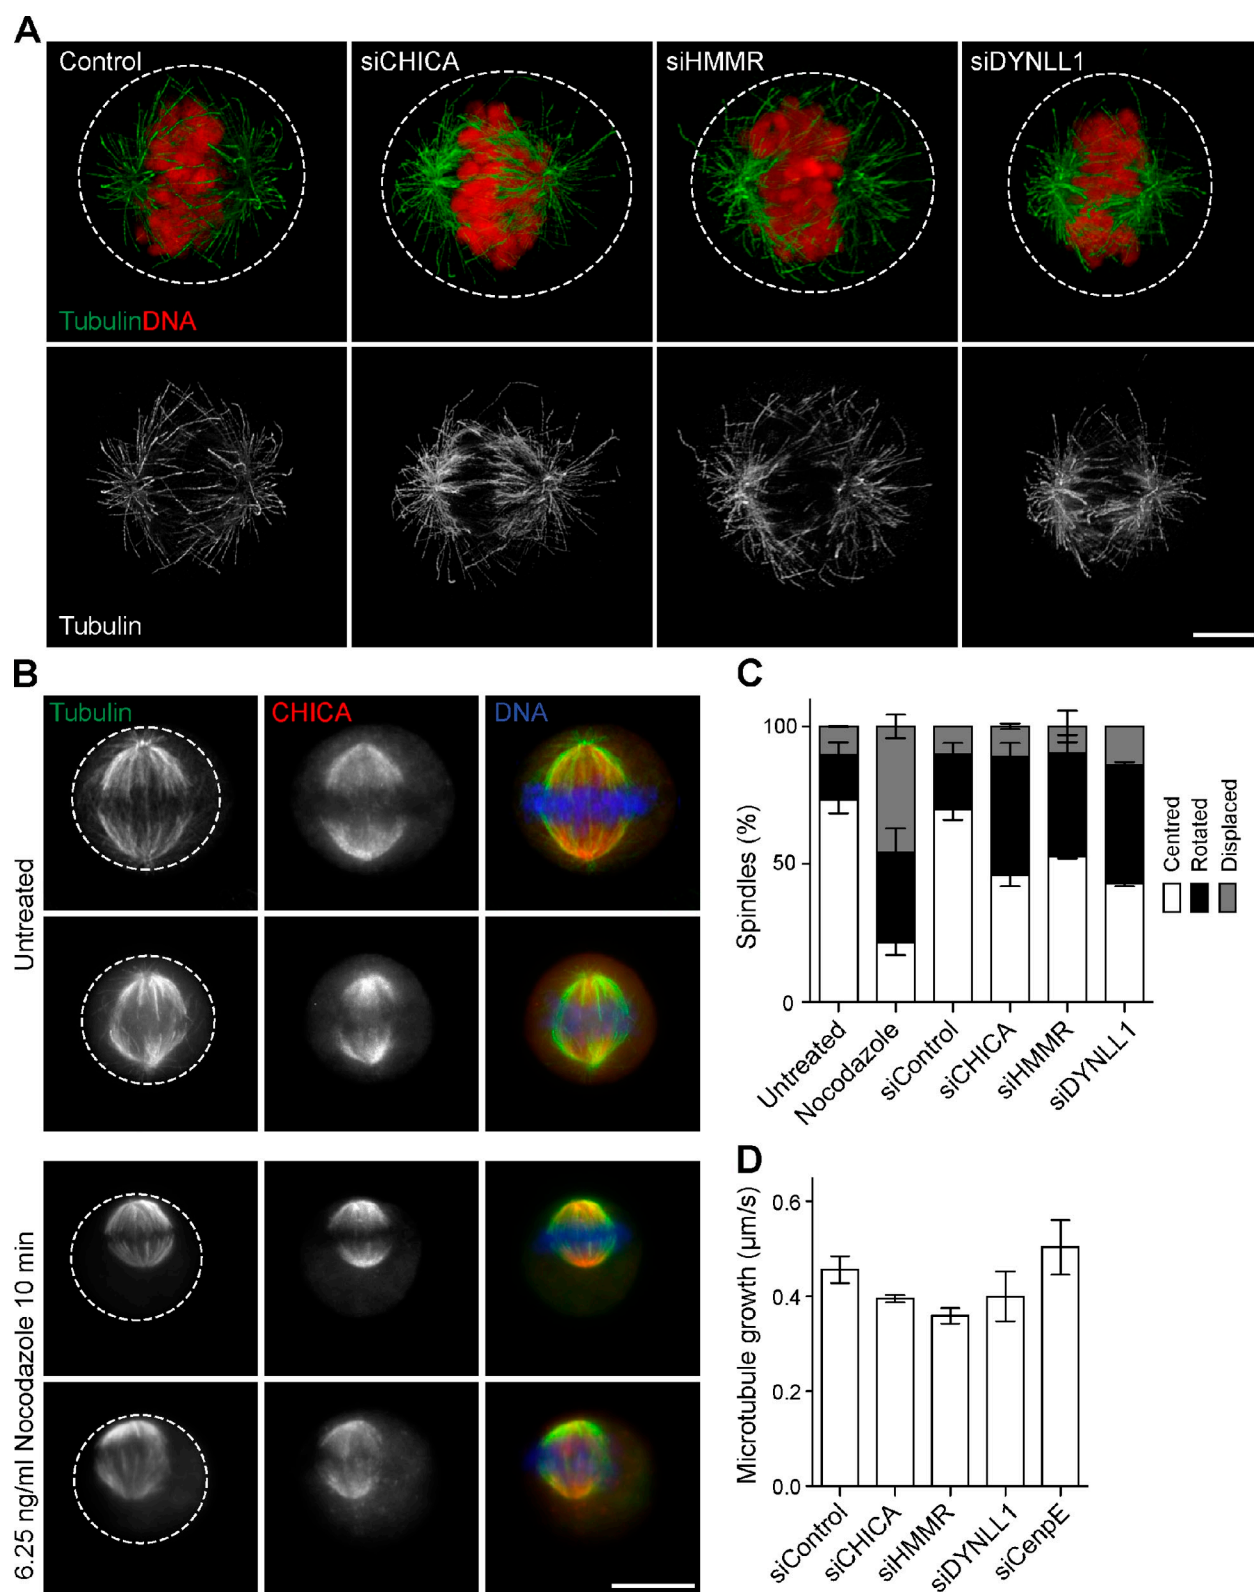 A
Control
siCHICA
siHMMR
siDYNLL1
TubulinDNA
Tubulin
B
Tubulin
CHICA
DNA
Untreated
6.25 ng/ml Nocodazole 10 min
C
Spindles (%)
100
50
0
Untreated
Nocodazole
siControl
siCHICA
siHMMR
siDYNLL1
Centred
Rotated
Displaced
D
Microtubule growth (µm/s)
0.6
0.4
0.2
0.0
siControl
siCHICA
siHMMR
siDYNLL1
siCenpE